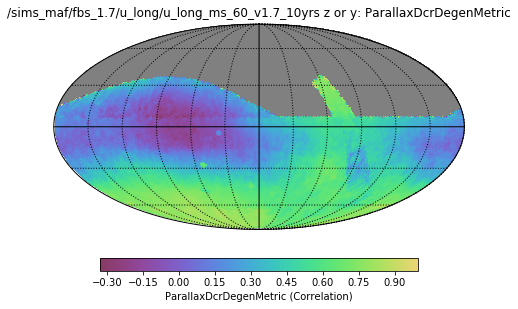 /sims_maf/fbs_1.7/u_long/u_long_ms_60_v1.7_10yrs z or y: ParallaxDcrDegenMetric
−0.30 −0.15 0.00 0.15 0.30 0.45 0.60 0.75 0.90
ParallaxDcrDegenMetric (Correlation)